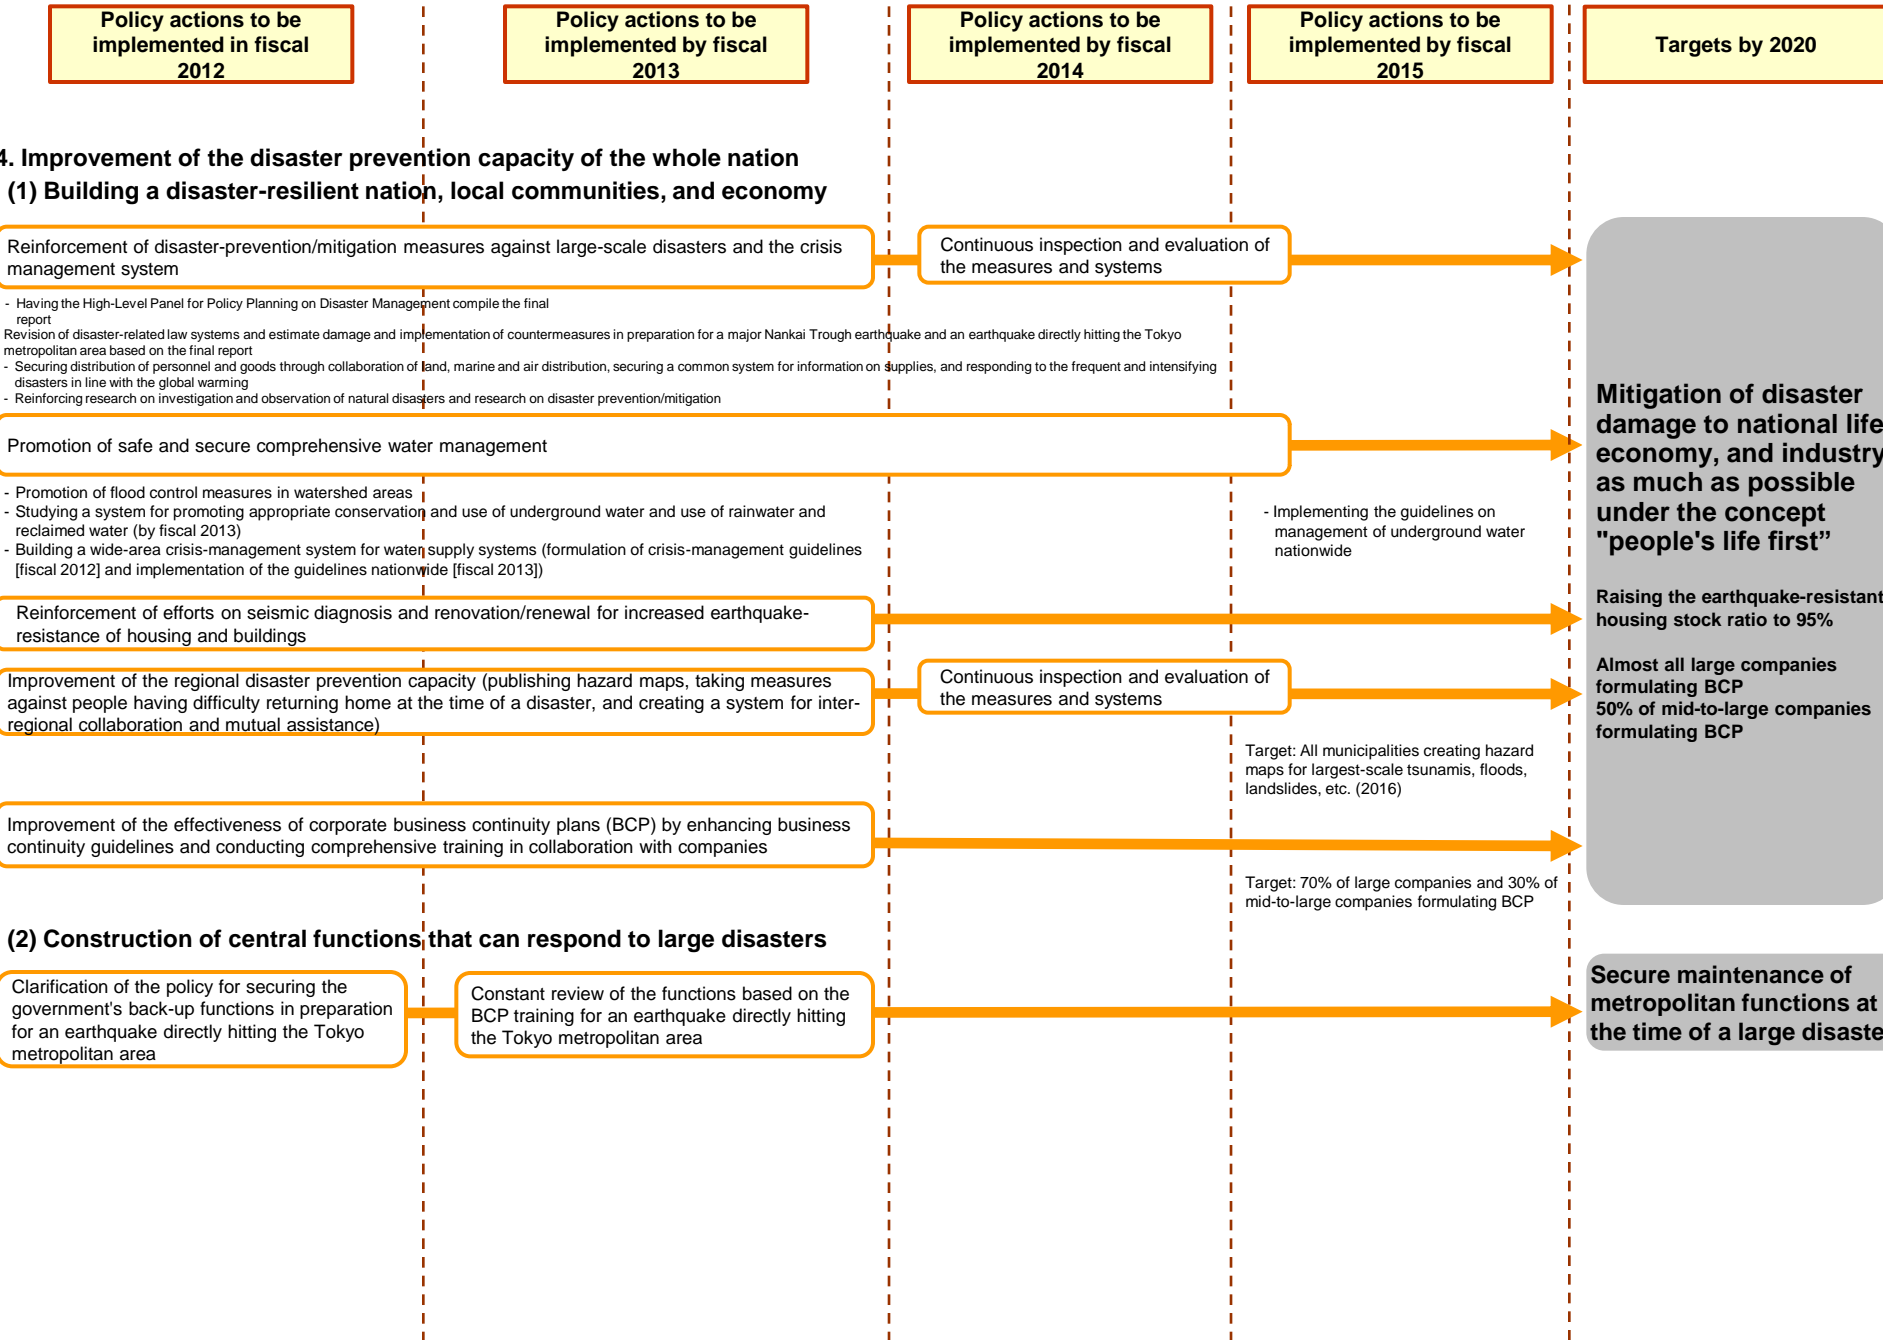 Policy actions to be
implemented in fiscal
2012
Policy actions to be
implemented by fiscal
2013
Policy actions to be
implemented by fiscal
2014
Policy actions to be
implemented by fiscal
2015
Targets by 2020
4. Improvement of the disaster prevention capacity of the whole nation
(1) Building a disaster-resilient nation, local communities, and economy
Reinforcement of disaster-prevention/mitigation measures against large-scale disasters and the crisis
management system
Continuous inspection and evaluation of
the measures and systems
- Having the High-Level Panel for Policy Planning on Disaster Management compile the final
report
Revision of disaster-related law systems and estimate damage and implementation of countermeasures in preparation for a major Nankai Trough earthquake and an earthquake directly hitting the Tokyo
metropolitan area based on the final report
- Securing distribution of personnel and goods through collaboration of land, marine and air distribution, securing a common system for information on supplies, and responding to the frequent and intensifying
disasters in line with the global warming
- Reinforcing research on investigation and observation of natural disasters and research on disaster prevention/mitigation
Promotion of safe and secure comprehensive water management
- Promotion of flood control measures in watershed areas
- Studying a system for promoting appropriate conservation and use of underground water and use of rainwater and
reclaimed water (by fiscal 2013)
- Building a wide-area crisis-management system for water supply systems (formulation of crisis-management guidelines
[fiscal 2012] and implementation of the guidelines nationwide [fiscal 2013])
- Implementing the guidelines on
management of underground water
nationwide
Reinforcement of efforts on seismic diagnosis and renovation/renewal for increased earthquake-
resistance of housing and buildings
Improvement of the regional disaster prevention capacity (publishing hazard maps, taking measures
against people having difficulty returning home at the time of a disaster, and creating a system for inter-
regional collaboration and mutual assistance)
Continuous inspection and evaluation of
the measures and systems
Target: All municipalities creating hazard
maps for largest-scale tsunamis, floods,
landslides, etc. (2016)
Improvement of the effectiveness of corporate business continuity plans (BCP) by enhancing business
continuity guidelines and conducting comprehensive training in collaboration with companies
Target: 70% of large companies and 30% of
mid-to-large companies formulating BCP
Mitigation of disaster
damage to national life
economy, and industry
as much as possible
under the concept
"people's life first”
Raising the earthquake-resistant
housing stock ratio to 95%
Almost all large companies
formulating BCP
50% of mid-to-large companies
formulating BCP
(2) Construction of central functions that can respond to large disasters
Clarification of the policy for securing the
government's back-up functions in preparation
for an earthquake directly hitting the Tokyo
metropolitan area
Constant review of the functions based on the
BCP training for an earthquake directly hitting
the Tokyo metropolitan area
Secure maintenance of
metropolitan functions at
the time of a large disaste